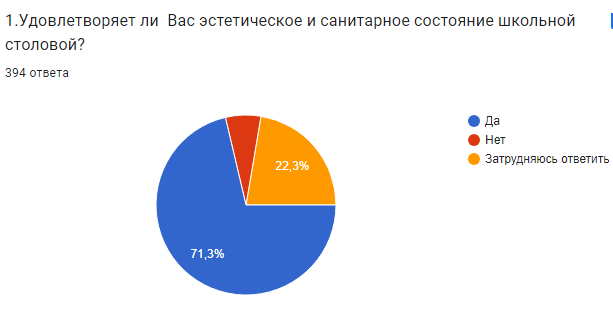 1.Удовлетворяет ли  Вас эстетическое и санитарное состояние школьной
столовой?
394 ответа
Да
Нет
Затрудняюсь ответить
22,3%
71,3%